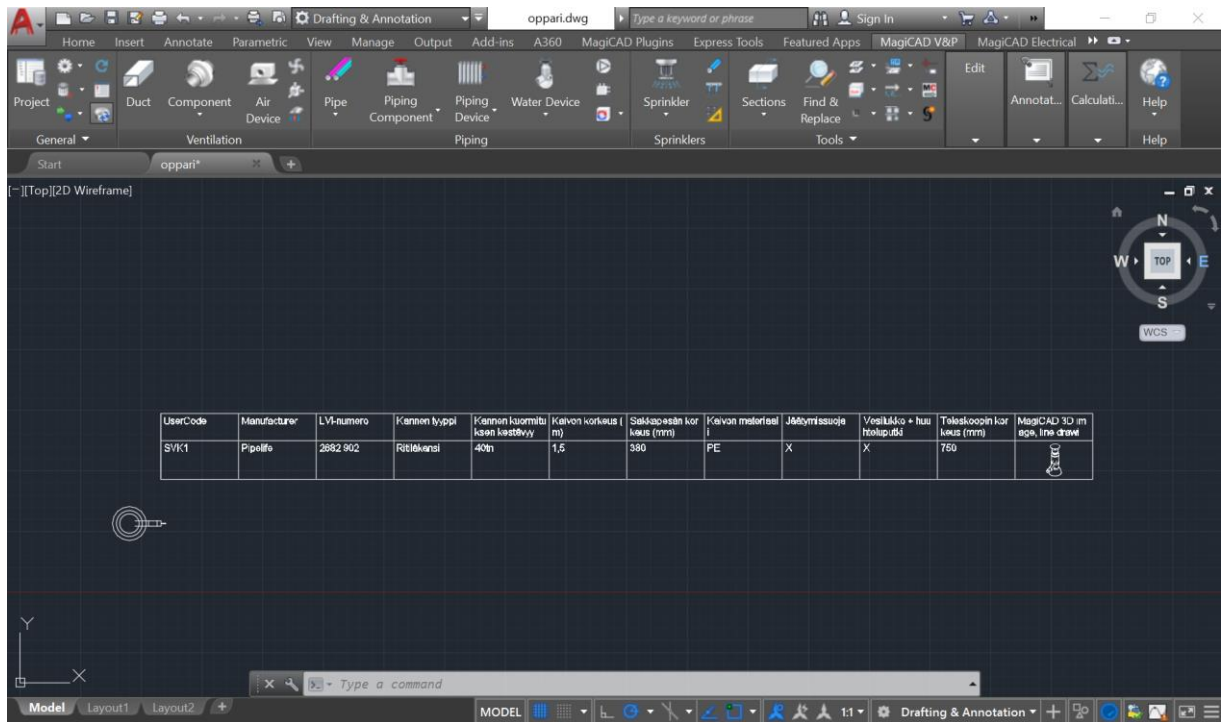 Drafting & Annotation oppari.dwg Type a keyword or phrase Sign In
Home Insert Annotate Parametric View Manage Output Add-ins A360 MagiCAD Plugins Express Tools Featured Apps MagiCAD V&P MagiCAD Electrical
Project Duct Component Air Device Pipe Piping Component Piping Device Water Device Sprinkler Sections Find & Replace Edit Annotat... Calculati... Help
General Ventilation Piping Sprinklers Tools Help
Start oppari*
[−][Top][2D Wireframe]
N
W TOP E
S
WCS
UserCode Manufacturer LVI-numero Kannen tyyppi Kannen kuormitu Kaivon korkeus ( Sakkapesän kor Kaivon materiaal Jäätymissuoja Vesilukko + huu Teleskoopin kor MagiCAD 3D im
ksen kestävyy m) keus (mm) i hteluputki keus (mm) age, line drawi
SVK1 Pipelife 2682 902 Ritiläkansi 40tn 1,5 380 PE X X 750
Y
X
Type a command
Model Layout1 Layout2 + MODEL 1:1 Drafting & Annotation